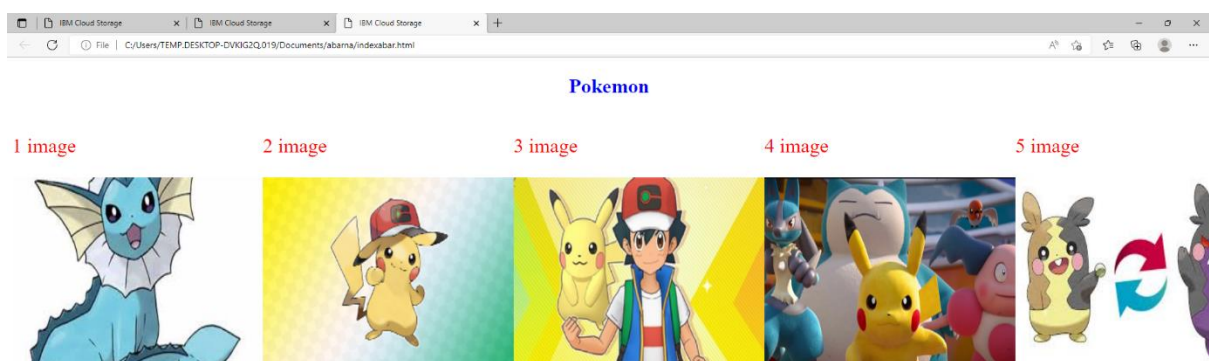 IBM Cloud Storage IBM Cloud Storage IBM Cloud Storage
File C:/Users/TEMP.DESKTOP-DVKIG2Q.019/Documents/abarna/indexabar.html
Pokemon
1 image 2 image 3 image 4 image 5 image